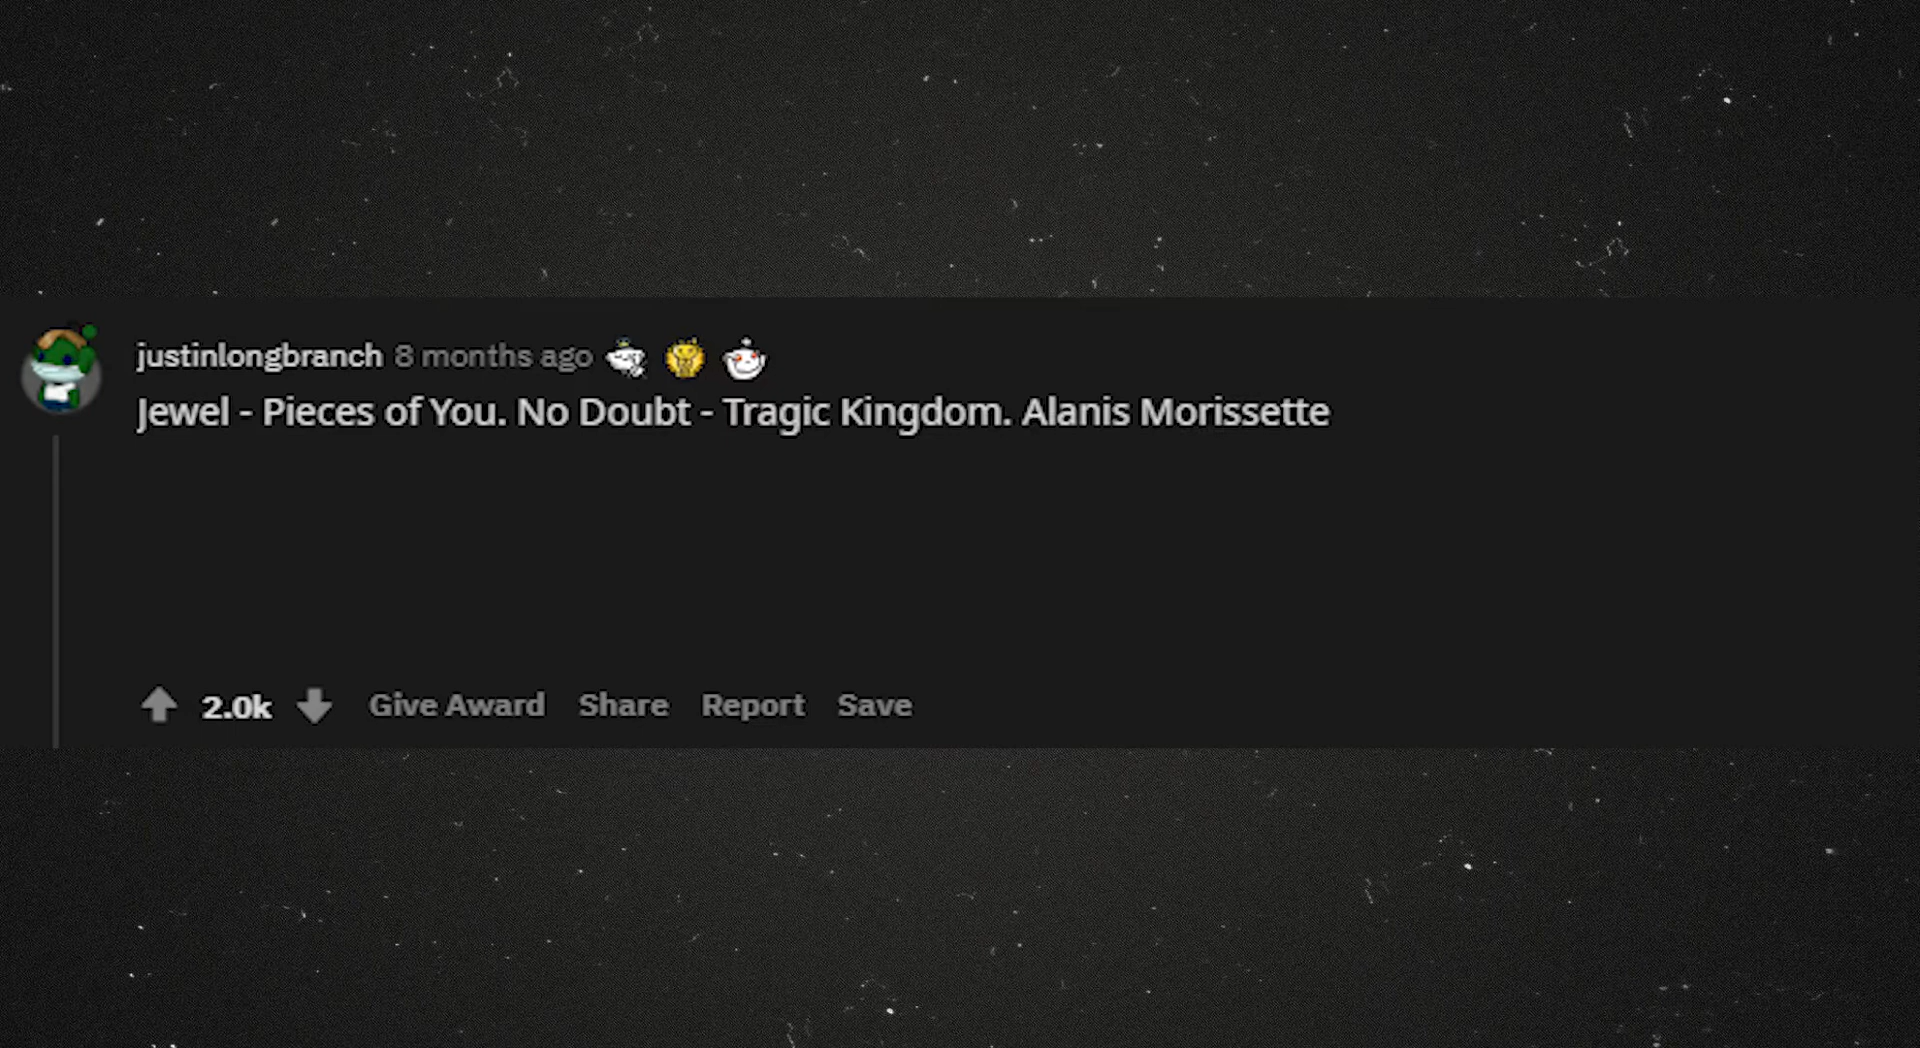 justinlongbranch 8 months ago
Jewel - Pieces of You. No Doubt - Tragic Kingdom. Alanis Morissette
2.0k Give Award Share Report Save